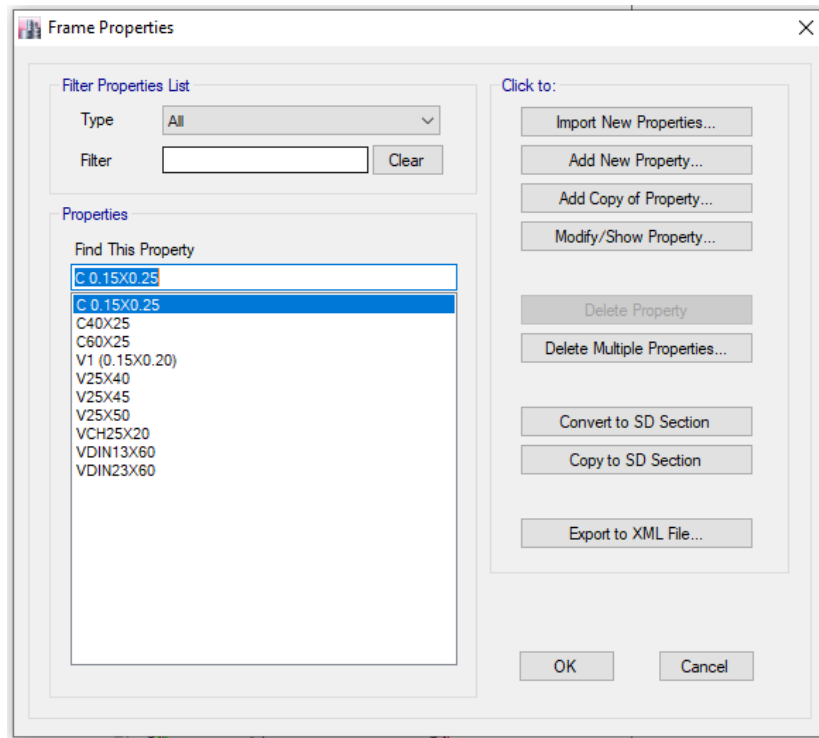 Frame Properties
Filter Properties List
Type
All
Filter
Clear
Properties
Find This Property
C 0.15X0.25
C 0.15X0.25
C40X25
C60X25
V1 (0.15X0.20)
V25X40
V25X45
V25X50
VCH25X20
VDIN13X60
VDIN23X60
Click to:
Import New Properties...
Add New Property...
Add Copy of Property...
Modify/Show Property...
Delete Property
Delete Multiple Properties...
Convert to SD Section
Copy to SD Section
Export to XML File...
OK
Cancel